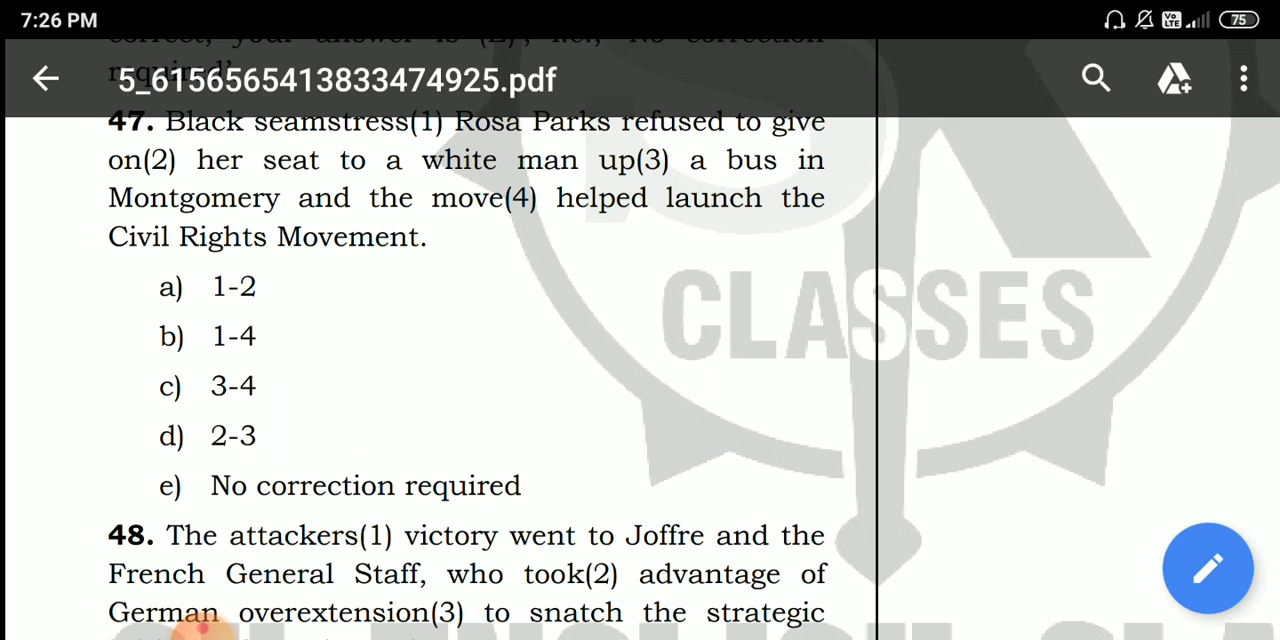 7:26 PM
Vo LTE 75
5_6156565413833474925.pdf
47. Black seamstress(1) Rosa Parks refused to give
on(2) her seat to a white man up(3) a bus in
Montgomery and the move(4) helped launch the
Civil Rights Movement.
a) 1-2
b) 1-4
c) 3-4
d) 2-3
e) No correction required
CLASSES
48. The attackers(1) victory went to Joffre and the
French General Staff, who took(2) advantage of
German overextension(3) to snatch the strategic